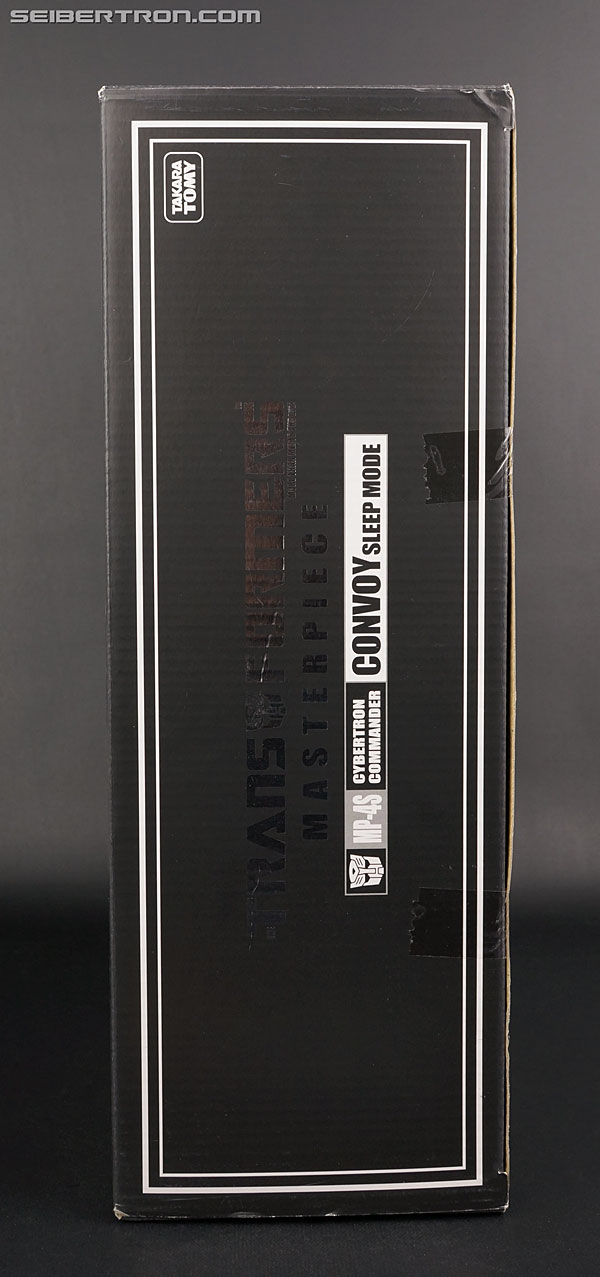 SEIBERTRON.COM
TAKARA
TOMY
TRANSFORMERS
MASTERPIECE
MP-4S
CYBERTRON
COMMANDER
CONVOY SLEEP MODE